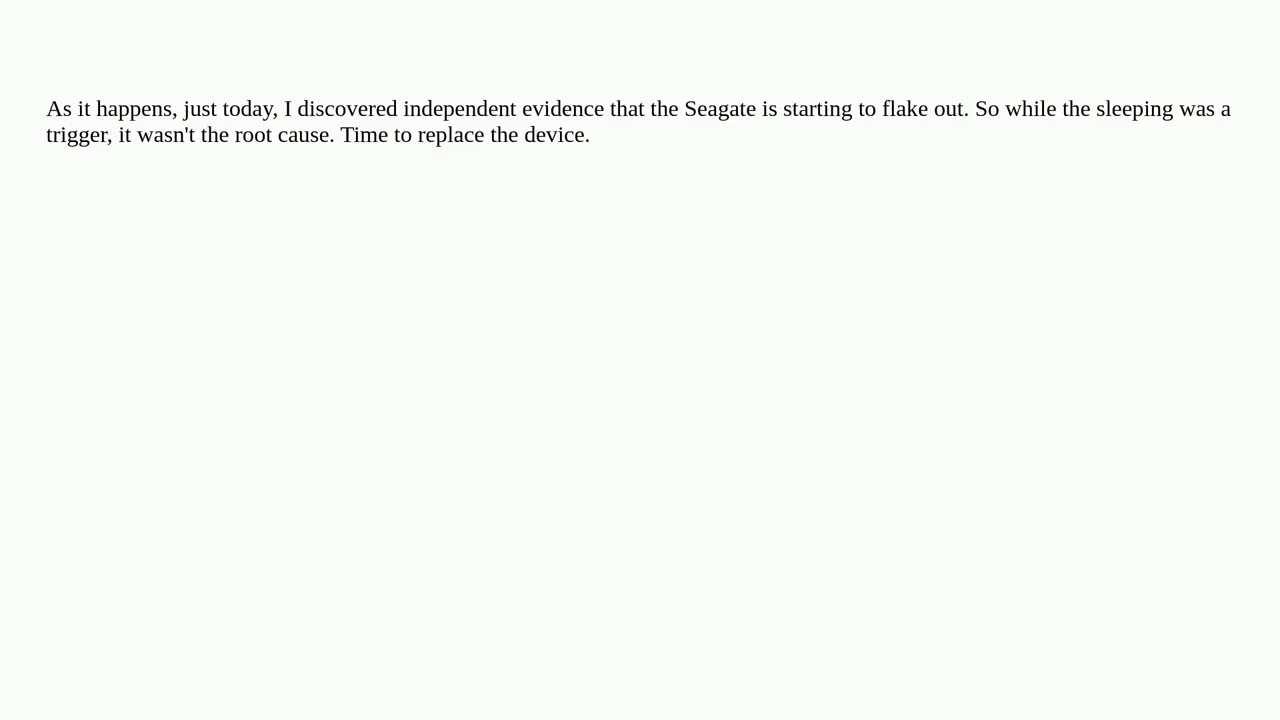 As it happens, just today, I discovered independent evidence that the Seagate is starting to flake out. So while the sleeping was a
trigger, it wasn't the root cause. Time to replace the device.